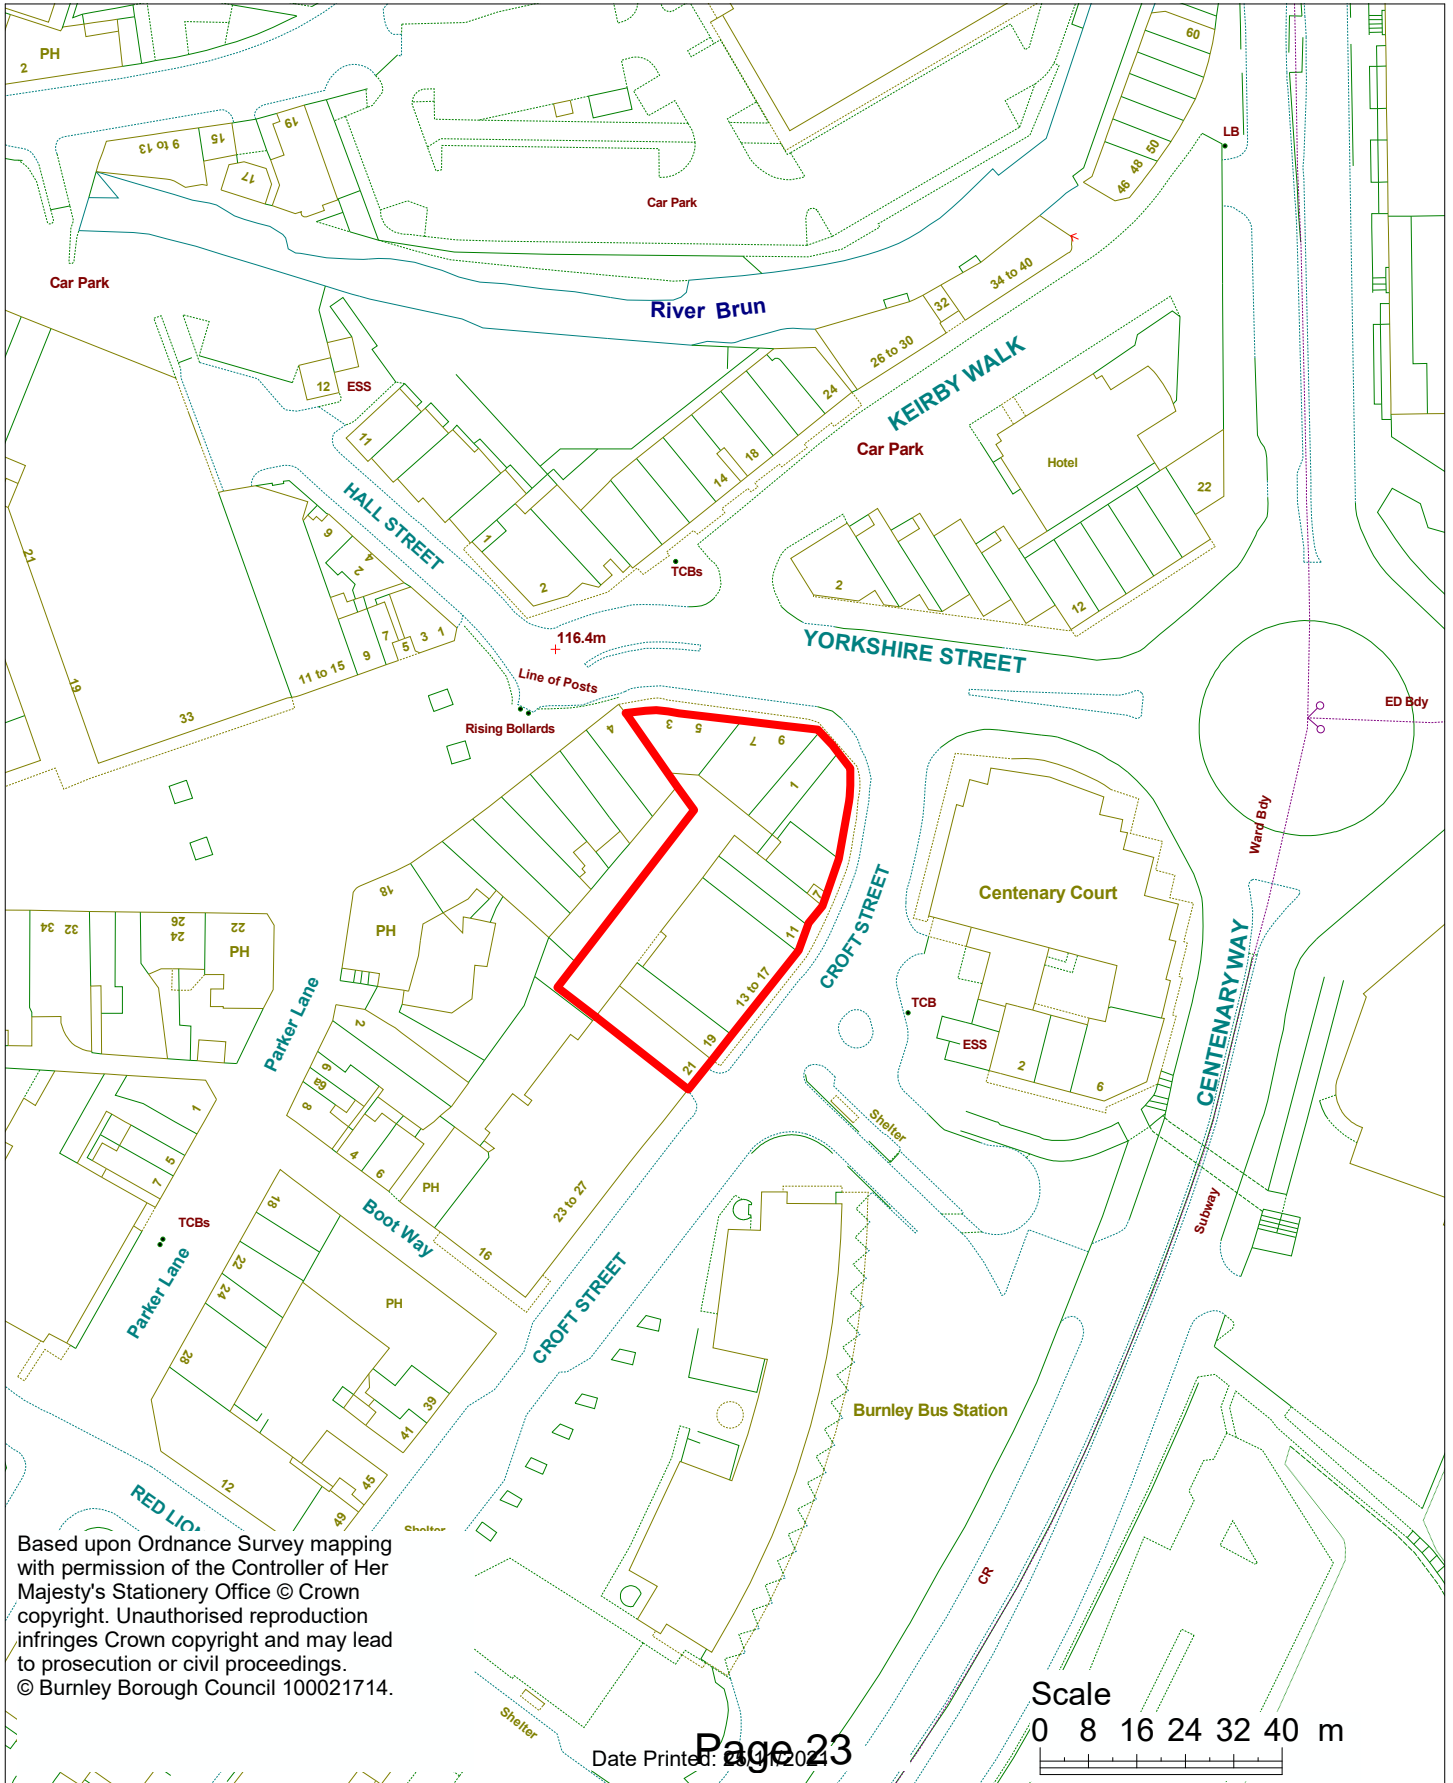 PH
2
60
LB
9 to 13
15
19
17
50
48
46
Car Park
Car Park
River Brun
34 to 40
32
26 to 30
KEIRBY WALK
Car Park
24
18
14
12
ESS
11
HALL STREET
1
2
TCBs
Hotel
22
2
12
21
19
33
6
4
2
11 to 15
9
7
5
3
1
116.4m
Line of Posts
Rising Bollards
YORKSHIRE STREET
ED Bdy
Ward Bdy
4
3
5
7
9
1
7
11
13 to 17
19
21
CROFT STREET
Centenary Court
CENTENARY WAY
TCB
ESS
2
6
18
PH
34
32
26
24
22
PH
Parker Lane
2
6
6a
8
4
6
PH
1
5
7
TCBs
Parker Lane
Boot Way
16
23 to 27
Shelter
Subway
18
22
24
28
PH
39
41
45
49
12
RED LION
CROFT STREET
Burnley Bus Station
CR
Shelter
Based upon Ordnance Survey mapping
with permission of the Controller of Her
Majesty's Stationery Office © Crown
copyright. Unauthorised reproduction
infringes Crown copyright and may lead
to prosecution or civil proceedings.
© Burnley Borough Council 100021714.
Shelter
Scale
0 8 16 24 32 40 m
Page 23
Date Printed: